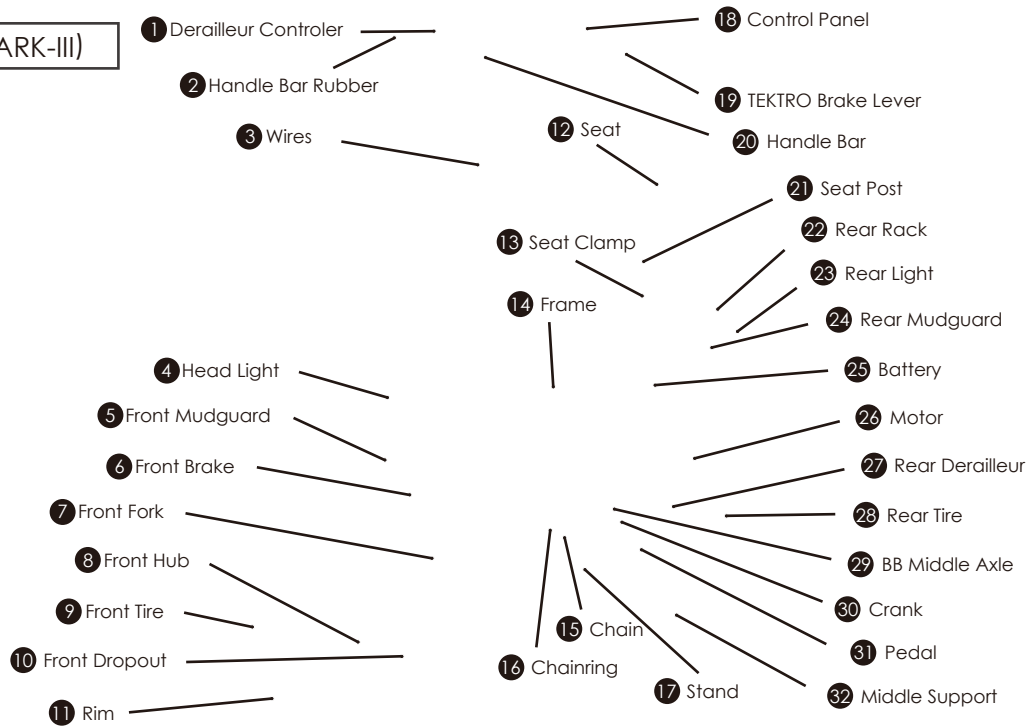 ARK-III)
1 Derailleur Controler
2 Handle Bar Rubber
3 Wires
4 Head Light
5 Front Mudguard
6 Front Brake
7 Front Fork
8 Front Hub
9 Front Tire
10 Front Dropout
11 Rim
12 Seat
13 Seat Clamp
14 Frame
15 Chain
16 Chainring
17 Stand
18 Control Panel
19 TEKTRO Brake Lever
20 Handle Bar
21 Seat Post
22 Rear Rack
23 Rear Light
24 Rear Mudguard
25 Battery
26 Motor
27 Rear Derailleur
28 Rear Tire
29 BB Middle Axle
30 Crank
31 Pedal
32 Middle Support